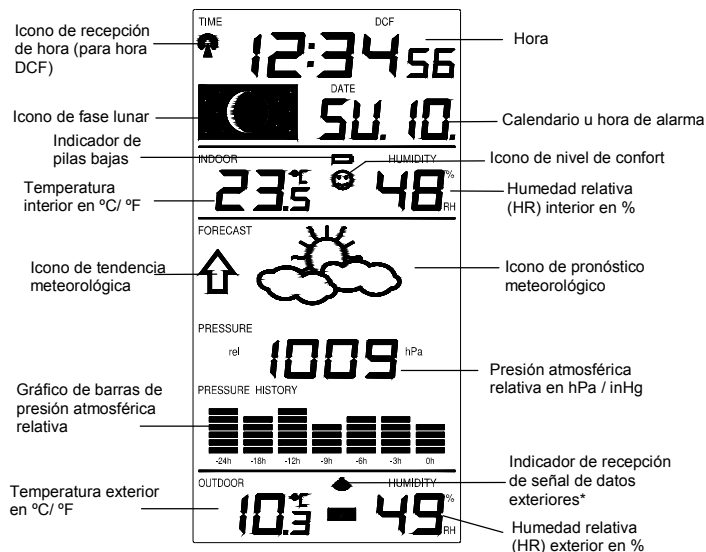 Icono de recepción
de hora (para hora
DCF)
TIME
DCF
12:34 56
Hora
Icono de fase lunar
DATE
SU. 10.
Calendario u hora de alarma
Indicador de
pilas bajas
Icono de nivel de confort
INDOOR
HUMIDITY
Temperatura
interior en ºC/ ºF
23.5 °C
48 % RH
Humedad relativa
(HR) interior en %
FORECAST
Icono de tendencia
meteorológica
Icono de pronóstico
meteorológico
PRESSURE
rel 1009 hPa
Presión atmosférica
relativa en hPa / inHg
PRESSURE HISTORY
Gráfico de barras de
presión atmosférica
relativa
-24h -18h -12h -9h -6h -3h 0h
Indicador de recepción
de señal de datos
exteriores*
OUTDOOR
HUMIDITY
Temperatura exterior
en ºC/ ºF
10.3 °C
49 % RH
Humedad relativa
(HR) exterior en %